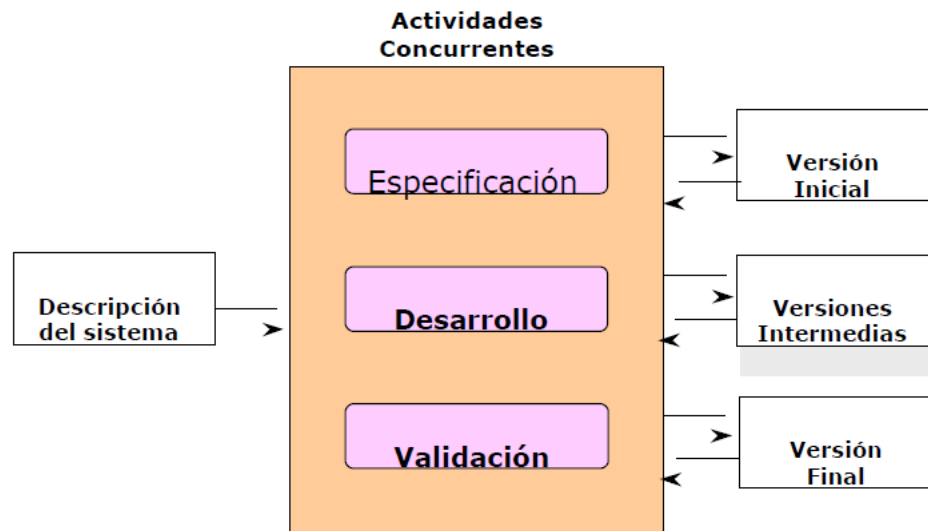 Actividades
Concurrentes
Especificación
Versión
Inicial
Descripción
del sistema
Desarrollo
Versiones
Intermedias
Validación
Versión
Final